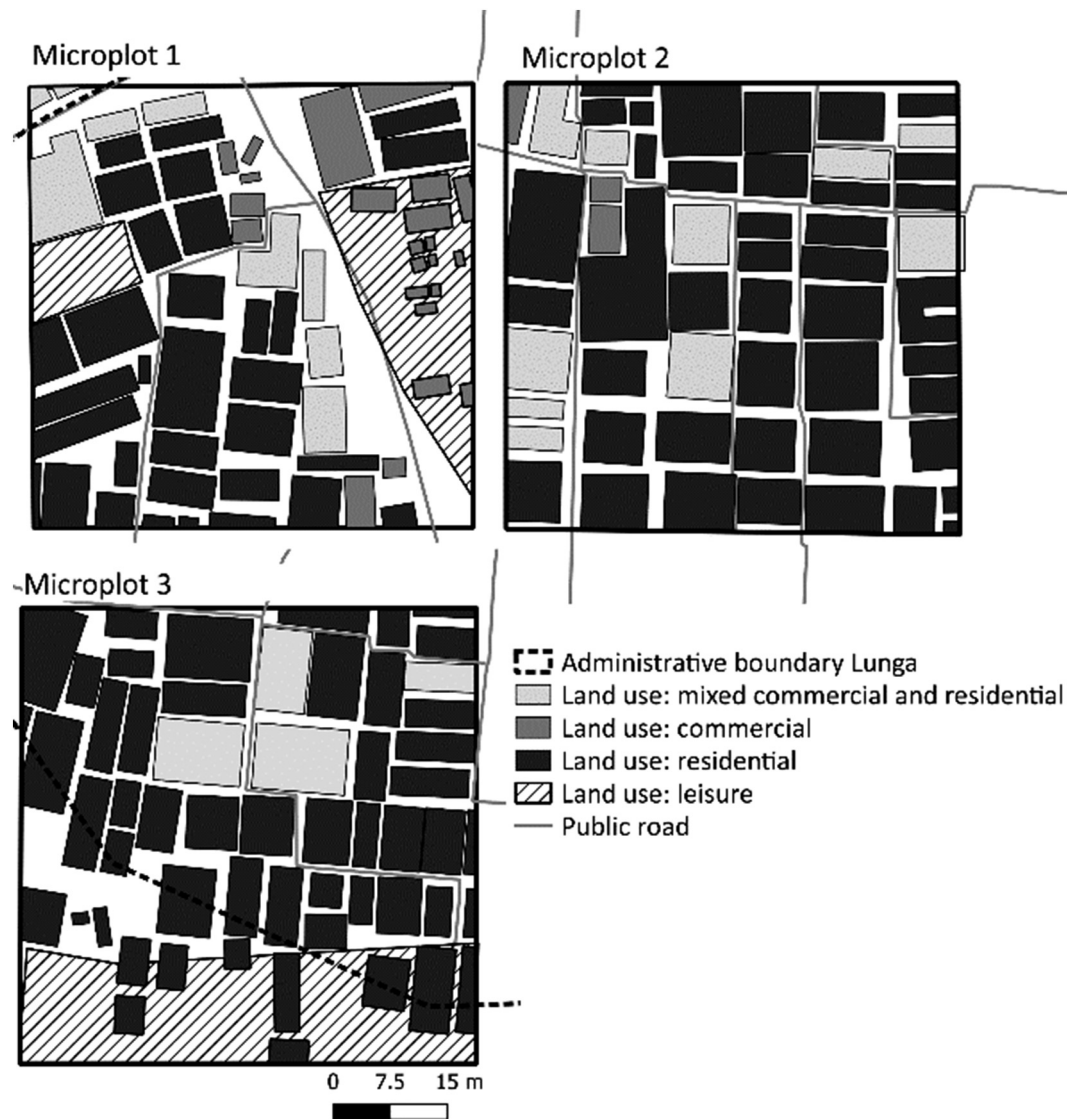 Microplot 1
Microplot 2
Microplot 3
Administrative boundary Lunga
Land use: mixed commercial and residential
Land use: commercial
Land use: residential
Land use: leisure
Public road
0 7.5 15 m